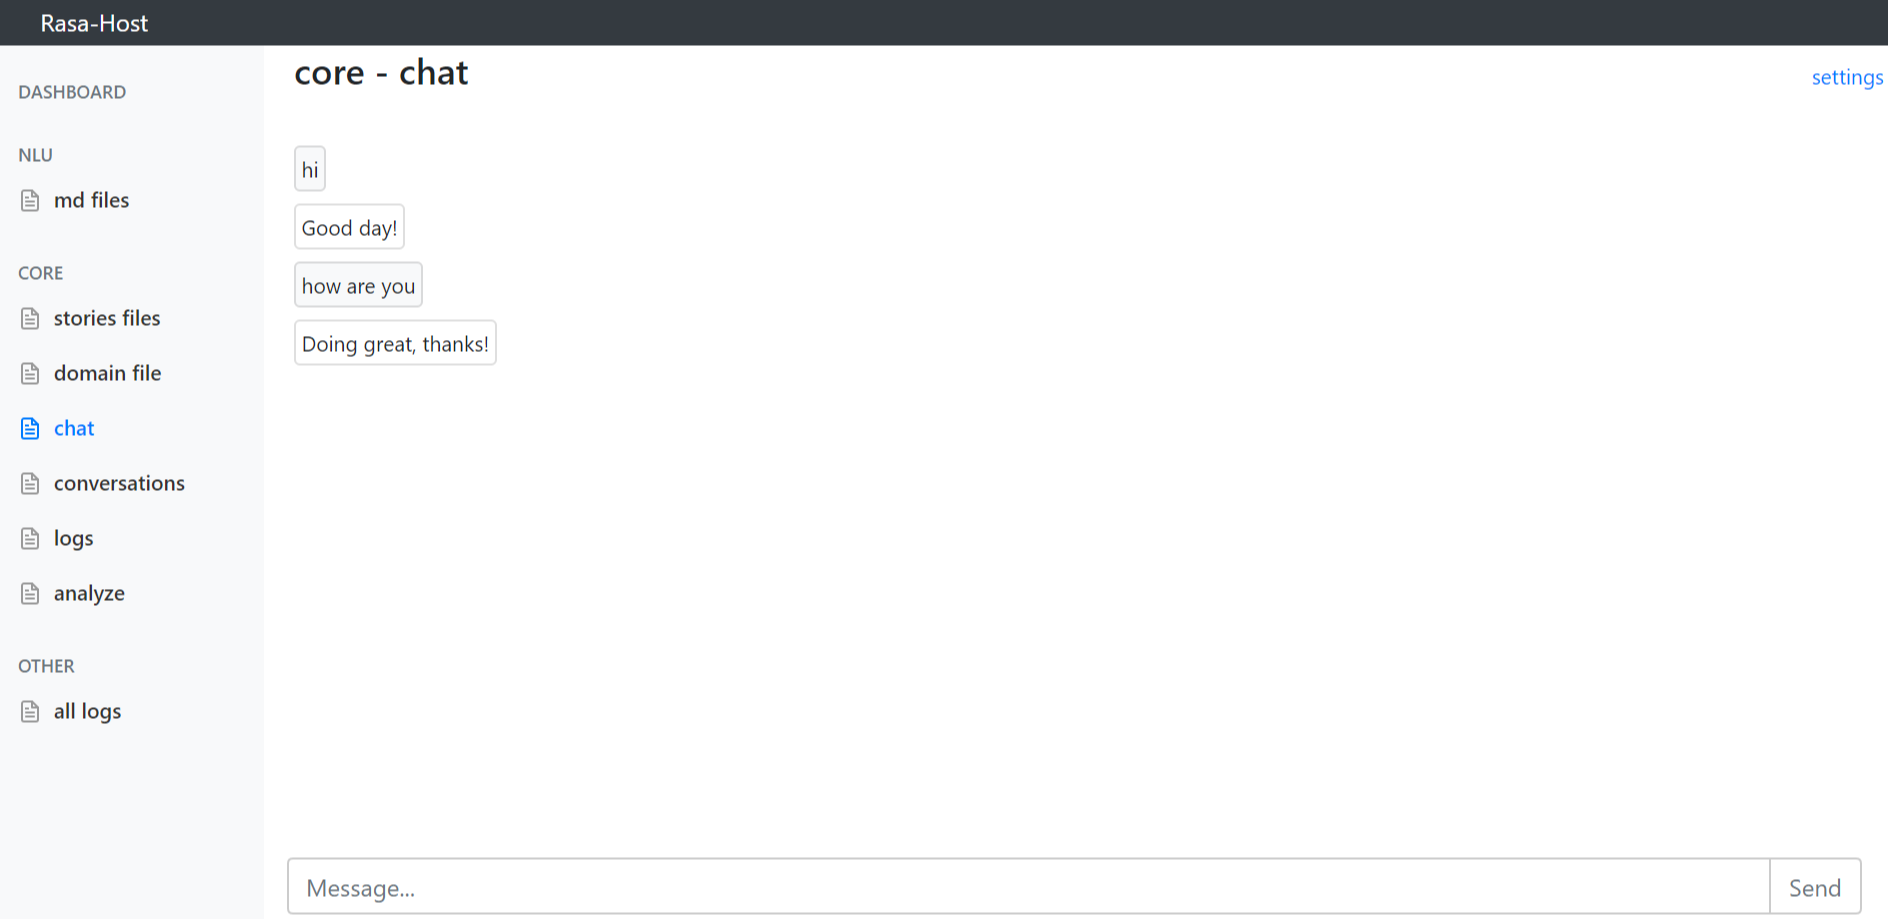 Rasa-Host
DASHBOARD
NLU
md files
CORE
stories files
domain file
chat
conversations
logs
analyze
OTHER
all logs
core - chat
settings
hi
Good day!
how are you
Doing great, thanks!
Message...
Send